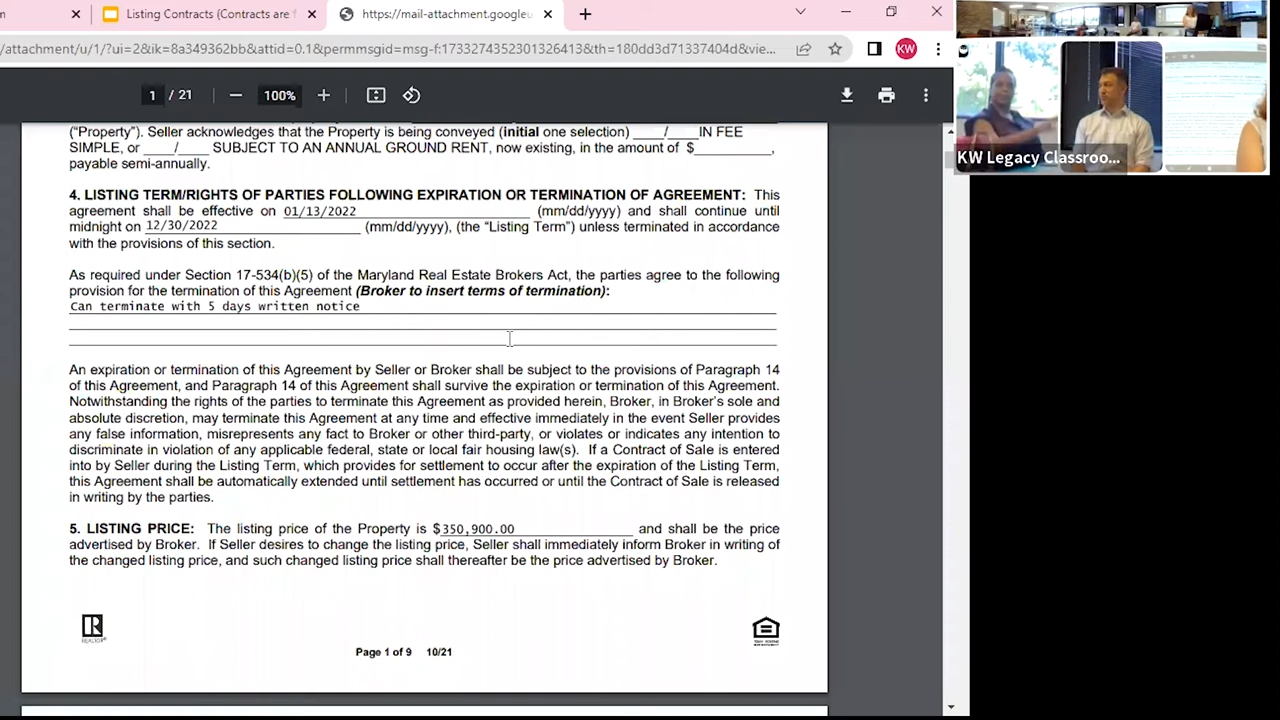 Listing Contracts (Contracts are f
https://mail-attachment.googleu
/attachment/u/1/?ui=2&ik=8a349362bb&attid=0.1&permmsgid=msg-f:1733274352301326413&th=180dd3d71337404d&vie...
KW
1 / 21
100%
KW Legacy Classroo...
("Property"). Seller acknowledges that the Property is being conveyed (initial one selection) ____/____IN FEE
SIMPLE, or ____/____ SUBJECT TO AN ANNUAL GROUND RENT, now existing, in the amount of $__________,
payable semi-annually.
4. LISTING TERM/RIGHTS OF PARTIES FOLLOWING EXPIRATION OR TERMINATION OF AGREEMENT: This
agreement shall be effective on 01/13/2022 (mm/dd/yyyy) and shall continue until
midnight on 12/30/2022 (mm/dd/yyyy), (the "Listing Term") unless terminated in accordance
with the provisions of this section.
As required under Section 17-534(b)(5) of the Maryland Real Estate Brokers Act, the parties agree to the following
provision for the termination of this Agreement (Broker to insert terms of termination):
Can terminate with 5 days written notice
An expiration or termination of this Agreement by Seller or Broker shall be subject to the provisions of Paragraph 14
of this Agreement, and Paragraph 14 of this Agreement shall survive the expiration or termination of this Agreement.
Notwithstanding the rights of the parties to terminate this Agreement as provided herein, Broker, in Broker's sole and
absolute discretion, may terminate this Agreement at any time and effective immediately in the event Seller provides
any false information, misrepresents any fact to Broker or other third-party, or violates or indicates any intention to
discriminate in violation of any applicable federal, state or local fair housing law(s). If a Contract of Sale is entered
into by Seller during the Listing Term, which provides for settlement to occur after the expiration of the Listing Term,
this Agreement shall be automatically extended until settlement has occurred or until the Contract of Sale is released
in writing by the parties.
5. LISTING PRICE: The listing price of the Property is $350,900.00 and shall be the price
advertised by Broker. If Seller desires to change the listing price, Seller shall immediately inform Broker in writing of
the changed listing price, and such changed listing price shall thereafter be the price advertised by Broker.
R
REALTOR®
Page 1 of 9 10/21